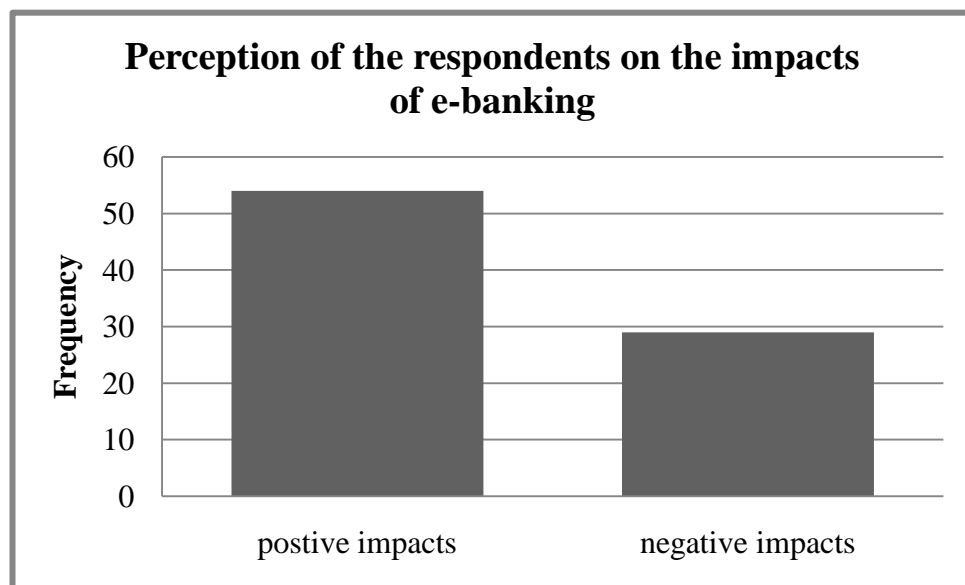 Perception of the respondents on the impacts
of e-banking
60
50
40
30
20
10
0
Frequency
postive impacts
negative impacts